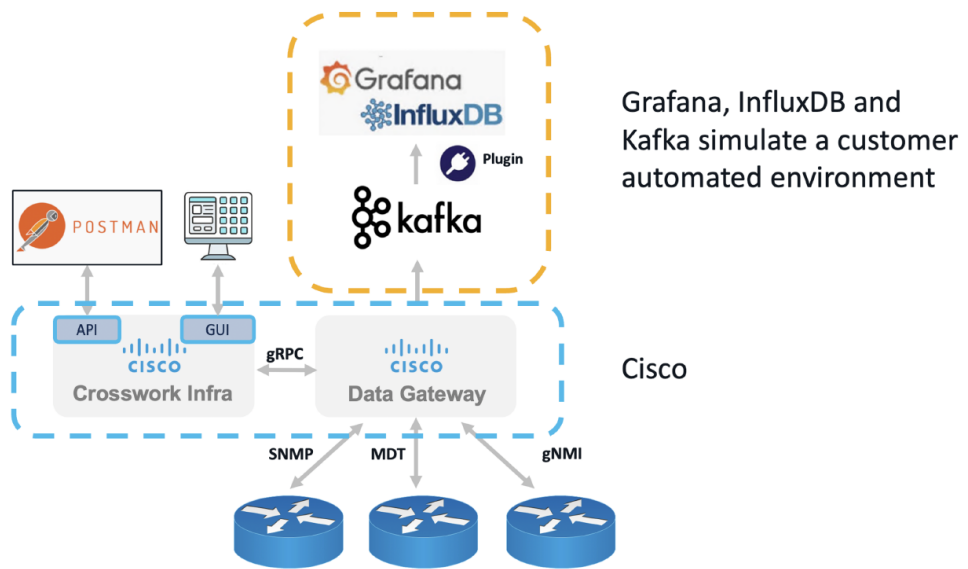 Grafana
InfluxDB
Grafana, InfluxDB and
Kafka simulate a customer
automated environment
Plugin
kafka
POSTMAN
API
GUI
CISCO
Crosswork Infra
gRPC
CISCO
Data Gateway
Cisco
SNMP
MDT
gNMI